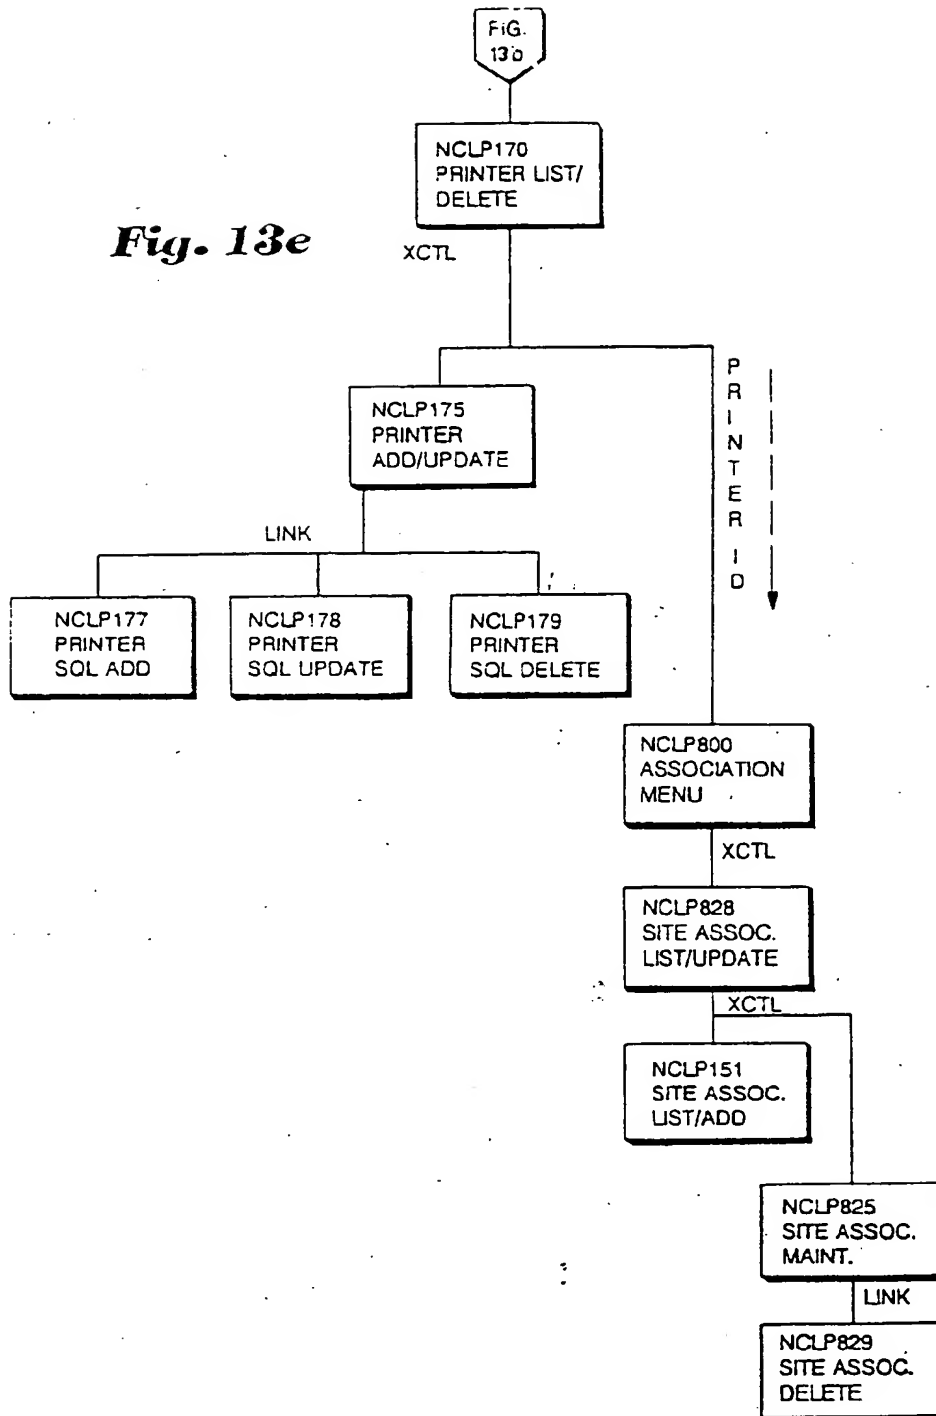 FIG.
13b
NCLP170
PRINTER LIST/
DELETE
Fig. 13e
XCTL
PRINTER ID
NCLP175
PRINTER
ADD/UPDATE
LINK
NCLP177
PRINTER
SQL ADD
NCLP178
PRINTER
SQL UPDATE
NCLP179
PRINTER
SQL DELETE
NCLP800
ASSOCIATION
MENU
XCTL
NCLP828
SITE ASSOC.
LIST/UPDATE
XCTL
NCLP151
SITE ASSOC.
LIST/ADD
NCLP825
SITE ASSOC.
MAINT.
LINK
NCLP829
SITE ASSOC.
DELETE